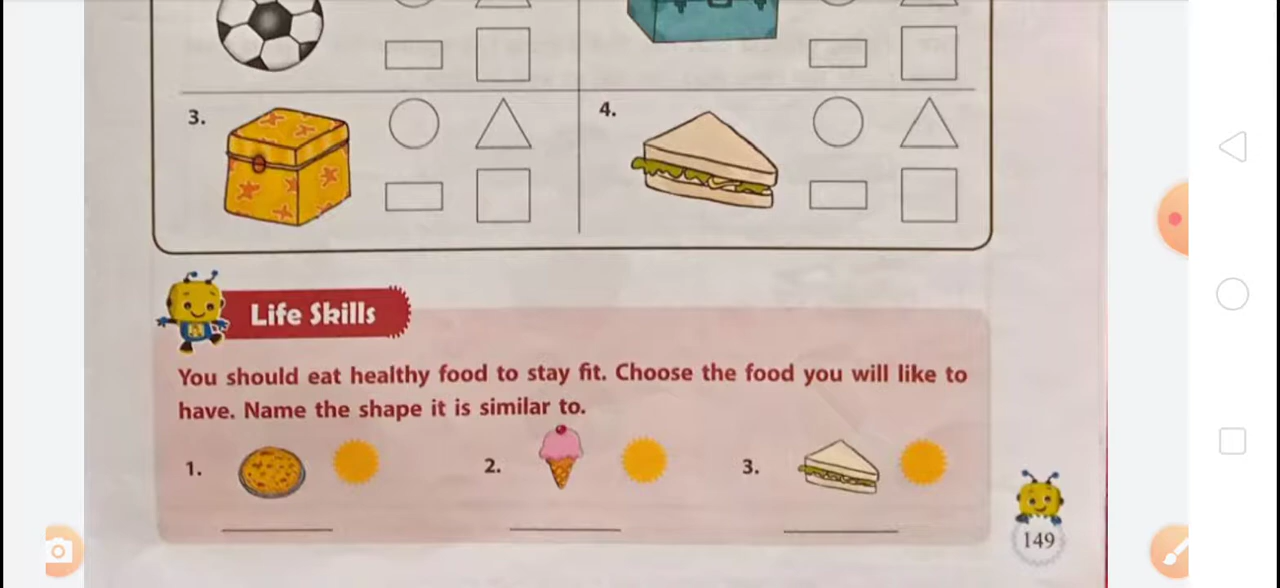 3.
4.
Life Skills
You should eat healthy food to stay fit. Choose the food you will like to
have. Name the shape it is similar to.
1.
2.
3.
149